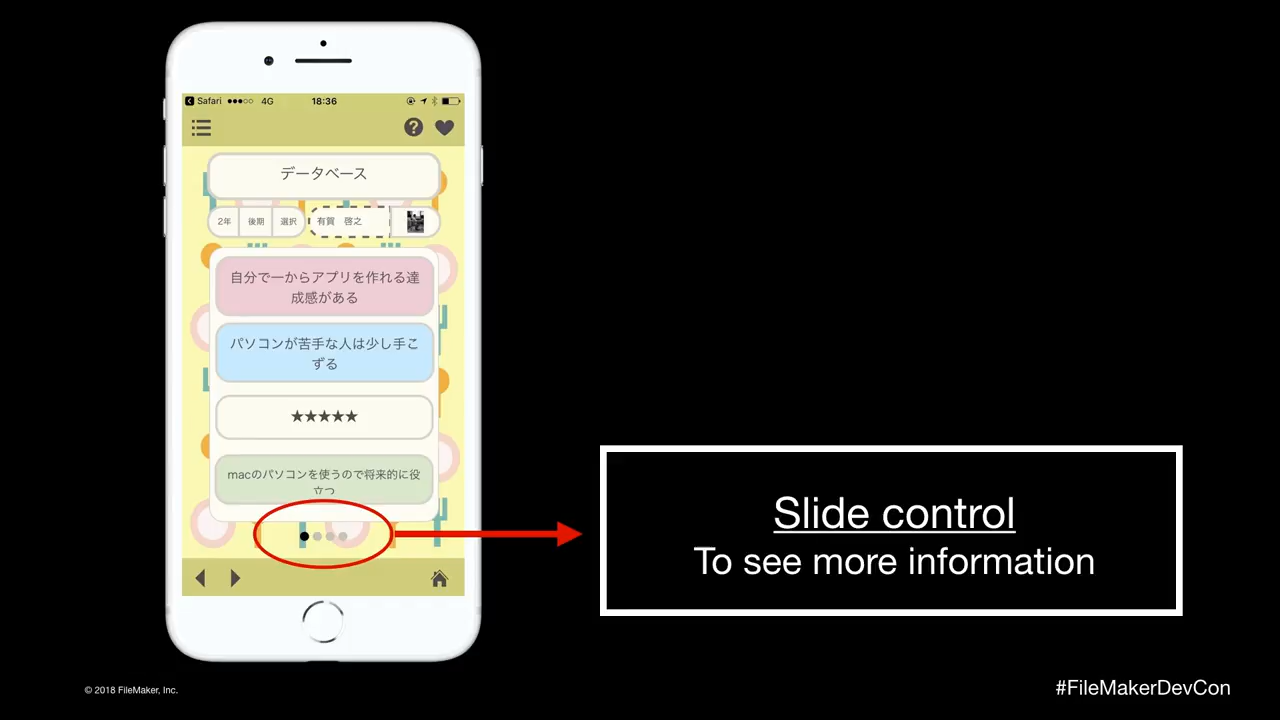 Safari 4G 18:36
データベース
2年 後期 選択 有賀 啓之
自分で一からアプリを作れる達
成感がある
パソコンが苦手な人は少し手こ
ずる
★★★★★
macのパソコンを使うので将来的に役
立つ
Slide control
To see more information
© 2018 FileMaker, Inc.
#FileMakerDevCon